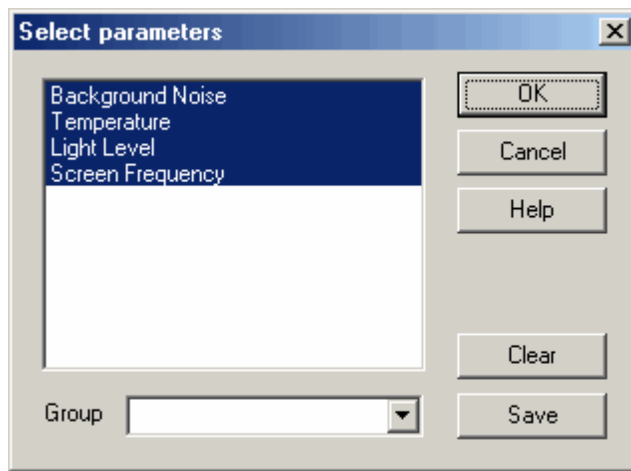 Select parameters
Background Noise
Temperature
Light Level
Screen Frequency
OK
Cancel
Help
Clear
Group
Save